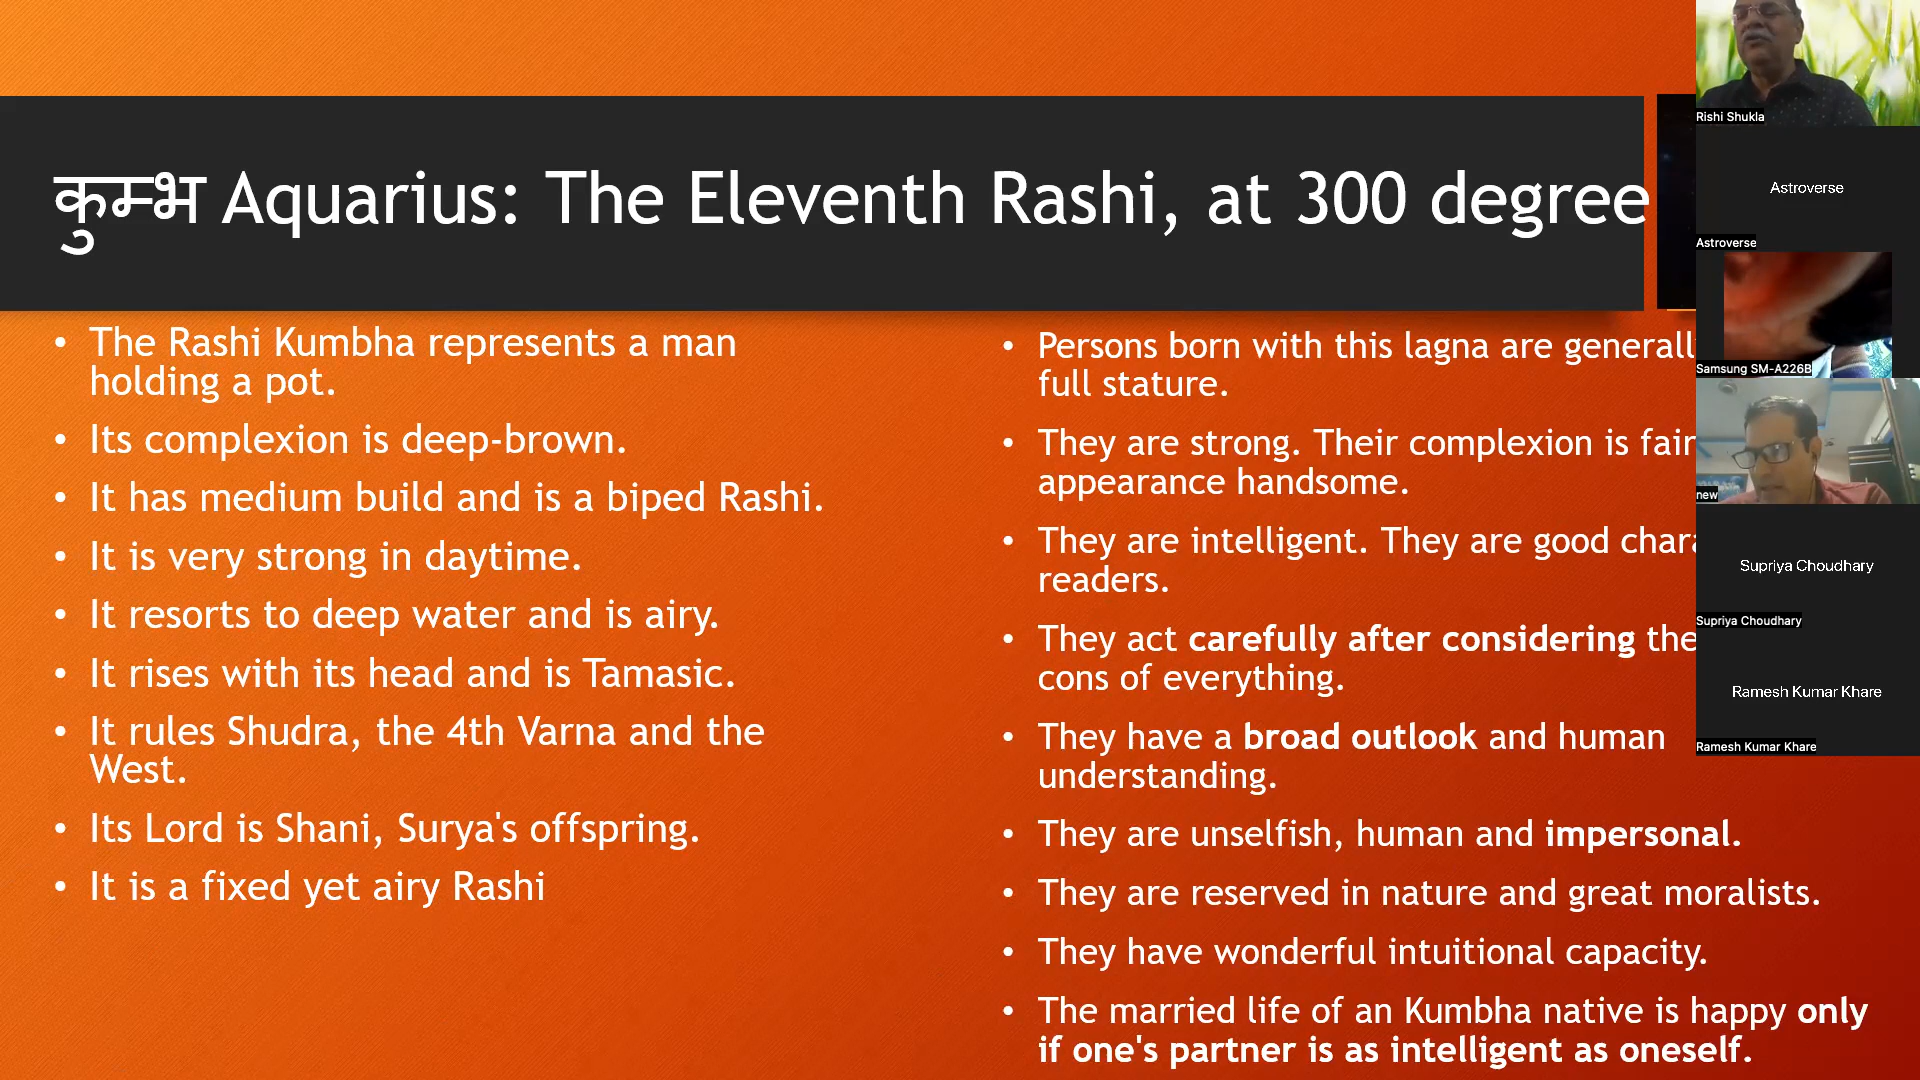 कुम्भ Aquarius: The Eleventh Rashi, at 300 degree
• The Rashi Kumbha represents a man
holding a pot.
• Its complexion is deep-brown.
• It has medium build and is a biped Rashi.
• It is very strong in daytime.
• It resorts to deep water and is airy.
• It rises with its head and is Tamasic.
• It rules Shudra, the 4th Varna and the
West.
• Its Lord is Shani, Surya's offspring.
• It is a fixed yet airy Rashi
• Persons born with this lagna are
full stature.
• They are strong. Their complexion is fair
appearance handsome.
• They are intelligent. They are good
readers.
• They act carefully after considering the
cons of everything.
• They have a broad outlook and human
understanding.
• They are unselfish, human and impersonal.
• They are reserved in nature and great moralists.
• They have wonderful intuitional capacity.
• The married life of an Kumbha native is happy only
if one's partner is as intelligent as oneself.
Rishi Shukla
Astroverse
Astroverse
Samsung SM-A226B
new
Supriya Choudhary
Supriya Choudhary
Ramesh Kumar Khare
Ramesh Kumar Khare